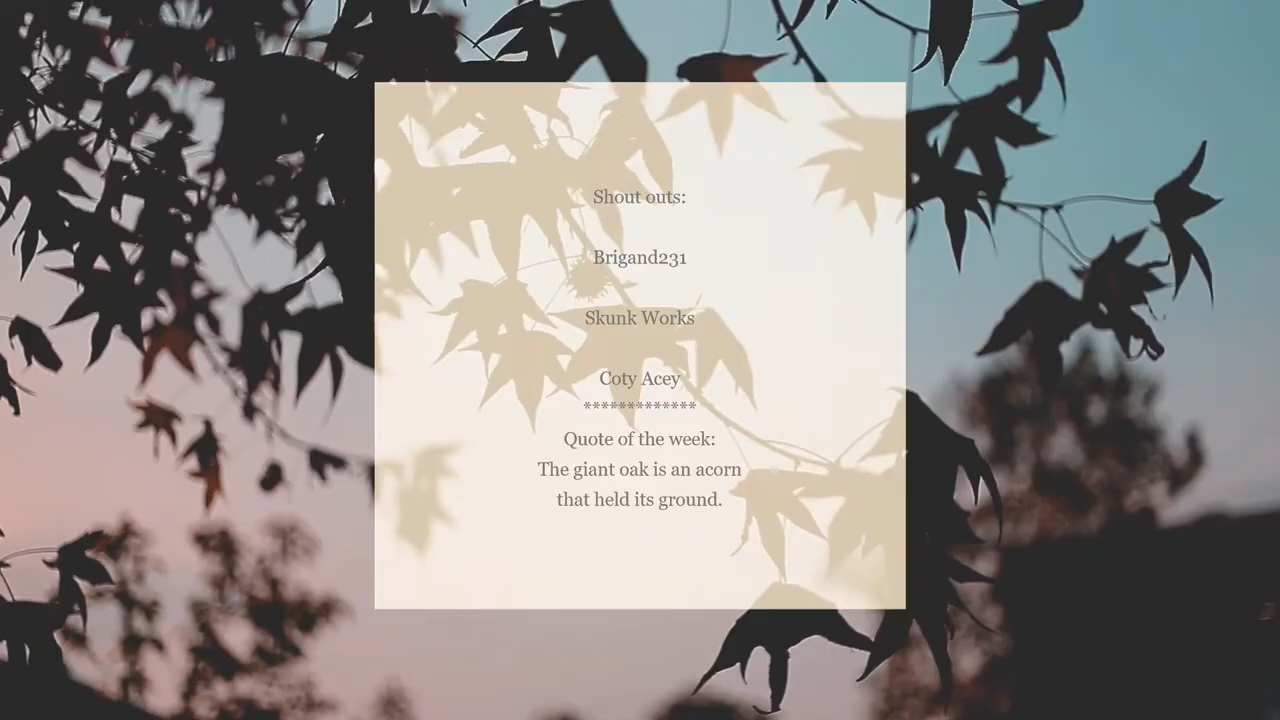 Shout outs:
Brigand231
Skunk Works
Coty Acey
*************
Quote of the week:
The giant oak is an acorn
that held its ground.